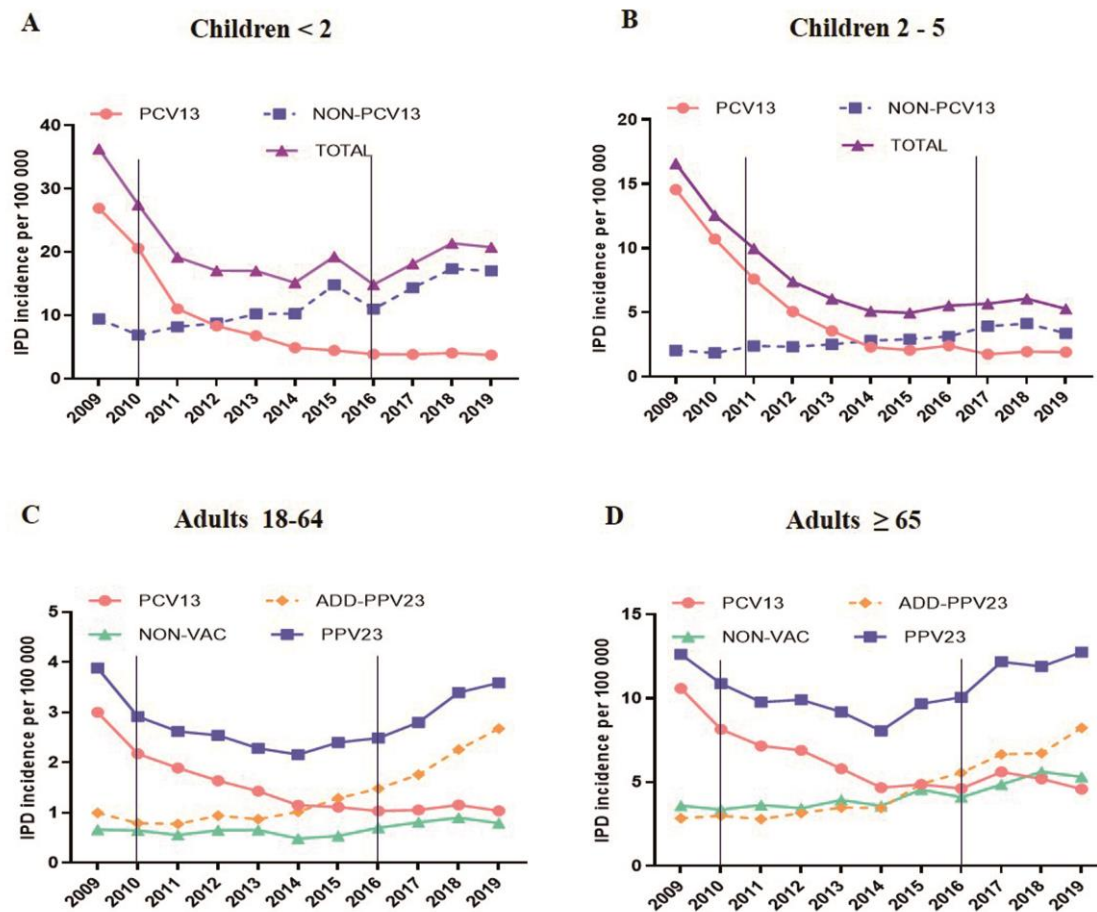 A
Children < 2
PCV13
NON-PCV13
TOTAL
IPD incidence per 100 000
40
30
20
10
0
2009
2010
2011
2012
2013
2014
2015
2016
2017
2018
2019
B
Children 2 - 5
PCV13
NON-PCV13
TOTAL
IPD incidence per 100 000
20
15
10
5
0
2009
2010
2011
2012
2013
2014
2015
2016
2017
2018
2019
C
Adults 18-64
PCV13
ADD-PPV23
NON-VAC
PPV23
IPD incidence per 100 000
5
4
3
2
1
0
2009
2010
2011
2012
2013
2014
2015
2016
2017
2018
2019
D
Adults ≥ 65
PCV13
ADD-PPV23
NON-VAC
PPV23
IPD incidence per 100 000
15
10
5
0
2009
2010
2011
2012
2013
2014
2015
2016
2017
2018
2019